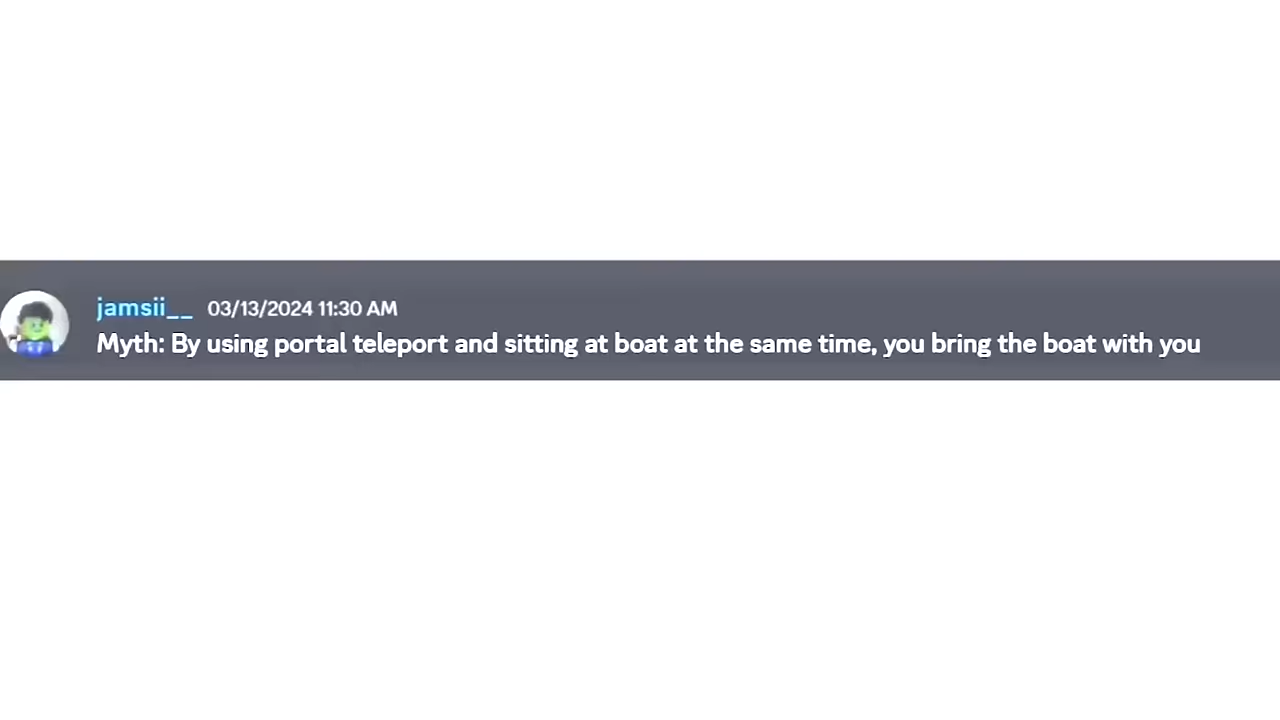 jamsii__ 03/13/2024 11:30 AM
Myth: By using portal teleport and sitting at boat at the same time, you bring the boat with you